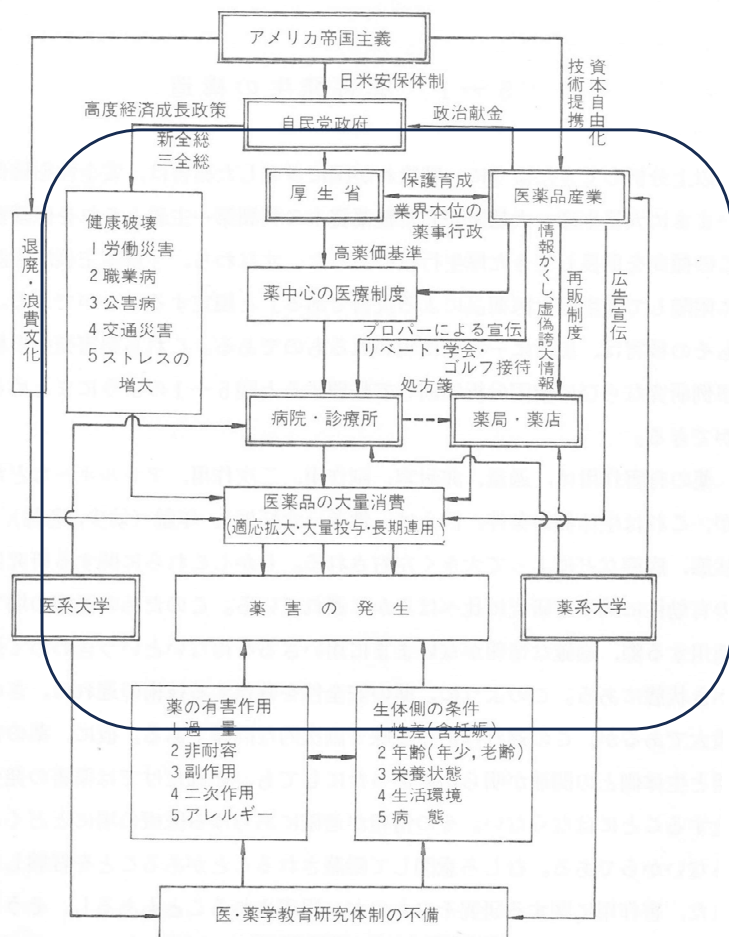 アメリカ帝国主義
日米安保体制
資本自由化
技術提携
高度経済成長政策
自民党政府
政治献金
新全総
三全総
厚生省
保護育成
業界本位の
薬事行政
医薬品産業
健康破壊
1 労働災害
2 職業病
3 公害病
4 交通災害
5 ストレスの
増大
退廃・浪費文化
高薬価基準
薬中心の医療制度
情報かくし、虚偽誇大情報
再販制度
広告宣伝
プロパーによる宣伝
リベート・学会・
ゴルフ接待
処方箋
病院・診療所
薬局・薬店
医薬品の大量消費
(適応拡大・大量投与・長期連用)
医系大学
薬害の発生
薬系大学
薬の有害作用
1 過量
2 非耐容
3 副作用
4 二次作用
5 アレルギー
生体側の条件
1 性差(含妊娠)
2 年齢(年少,老齢)
3 栄養状態
4 生活環境
5 病態
医・薬学教育研究体制の不備